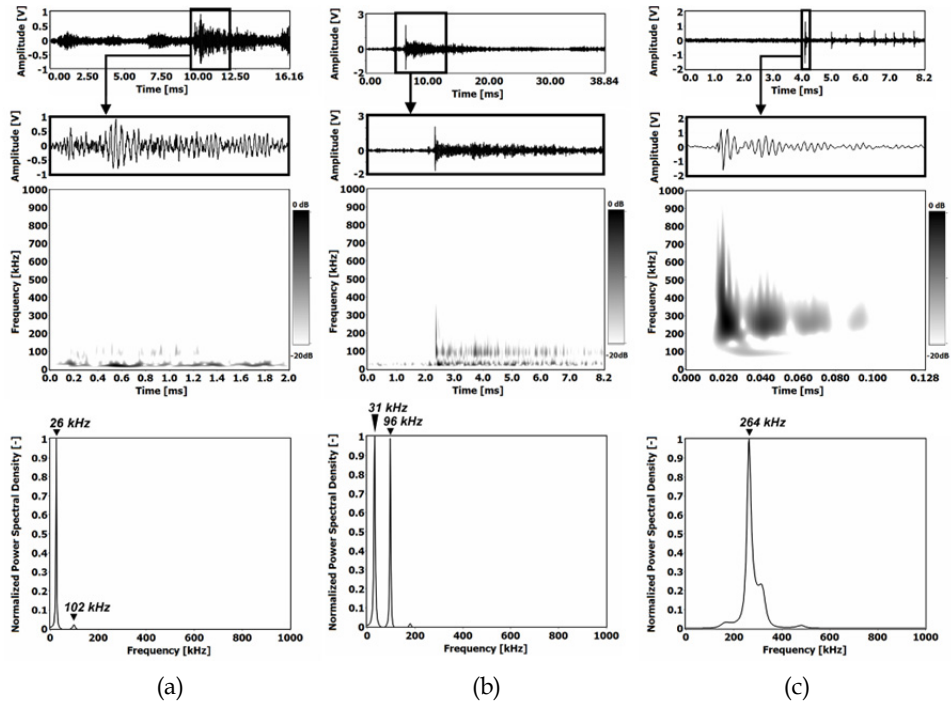 Amplitude [V]
1
0.5
0
-0.5
-1
0.00 2.50 5.00 7.50 10.00 12.50 16.16
Time [ms]
Amplitude [V]
1
0.5
0
-0.5
-1
Frequency [kHz]
1000
900
800
700
600
500
400
300
200
100
0
0.0 0.2 0.4 0.6 0.8 1.0 1.2 1.4 1.6 1.8 2.0
Time [ms]
0 dB
-20dB
Normalized Power Spectral Density [-]
1
0.9
0.8
0.7
0.6
0.5
0.4
0.3
0.2
0.1
0
26 kHz
102 kHz
0 200 400 600 800 1000
Frequency [kHz]
(a)
Amplitude [V]
3
2
0
-2
0.00 10.00 20.00 30.00 38.84
Time [ms]
Amplitude [V]
3
2
0
-2
Frequency [kHz]
1000
900
800
700
600
500
400
300
200
100
0
0.0 2.0 3.0 4.0 5.0 6.0 7.0 8.2
Time [ms]
0 dB
-20dB
Normalized Power Spectral Density [-]
1
0.9
0.8
0.7
0.6
0.5
0.4
0.3
0.2
0.1
0
31 kHz
96 kHz
0 200 400 600 800 1000
Frequency [kHz]
(b)
Amplitude [V]
2
1
0
-1
-2
0.0 1.0 2.0 3.0 4.0 5.0 6.0 7.0 8.2
Time [ms]
Amplitude [V]
2
1
0
-1
-2
Frequency [kHz]
1000
900
800
700
600
500
400
300
200
100
0
0.000 0.020 0.040 0.060 0.080 0.100 0.128
Time [ms]
0 dB
-20dB
Normalized Power Spectral Density [-]
1
0.9
0.8
0.7
0.6
0.5
0.4
0.3
0.2
0.1
0
264 kHz
0 200 400 600 800 1000
Frequency [kHz]
(c)